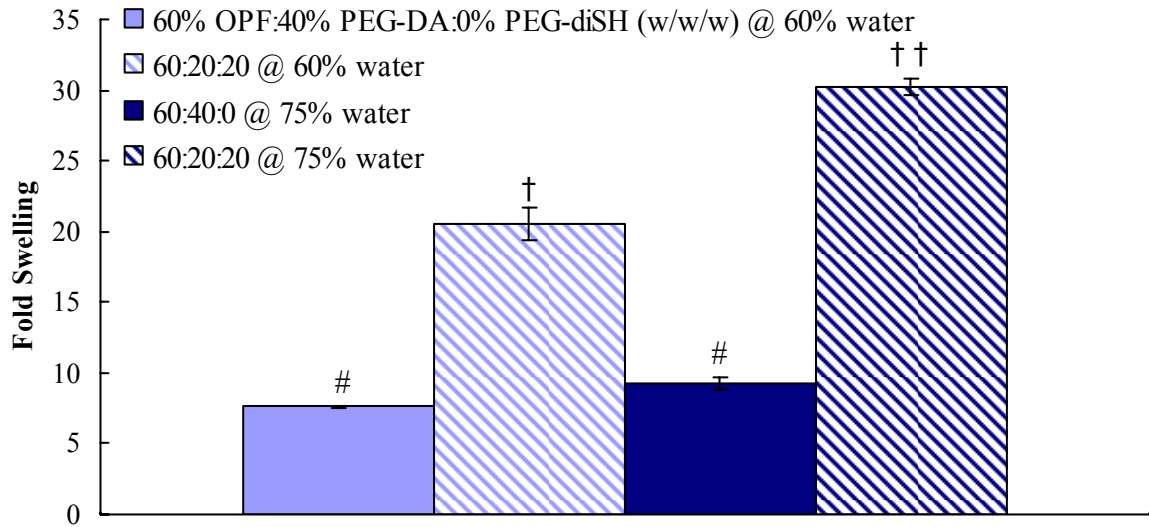 35
30
25
20
15
10
5
0
Fold Swelling
60% OPF:40% PEG-DA:0% PEG-diSH (w/w/w) @ 60% water
60:20:20 @ 60% water
60:40:0 @ 75% water
60:20:20 @ 75% water
#
†
#
† †